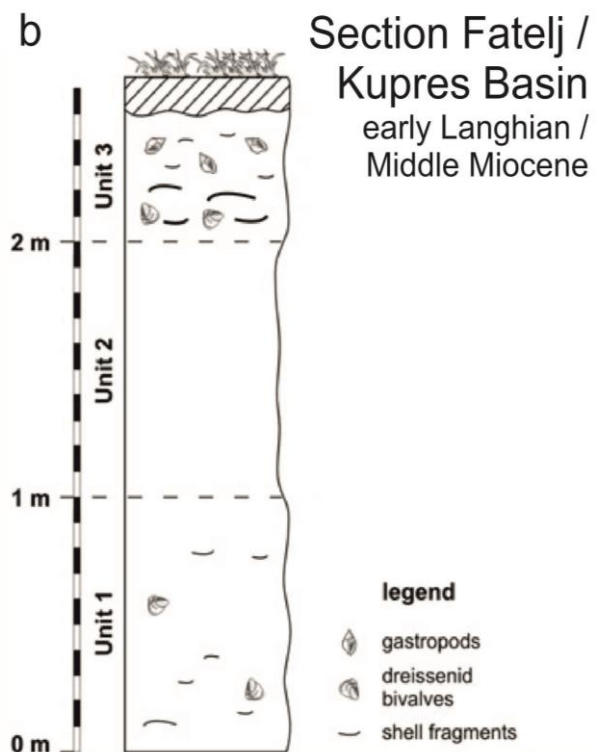 b
Section Fatelj /
Kupres Basin
early Langhian /
Middle Miocene
Unit 3
2 m
Unit 2
1 m
Unit 1
0 m
legend
gastropods
dreissenid
bivalves
shell fragments